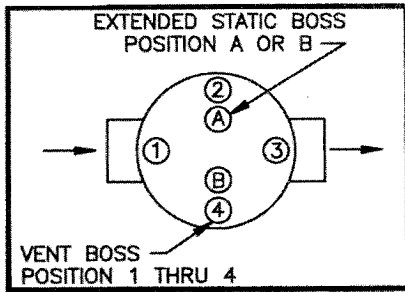 EXTENDED STATIC BOSS
POSITION A OR B
2
A
1
3
B
4
VENT BOSS
POSITION 1 THRU 4